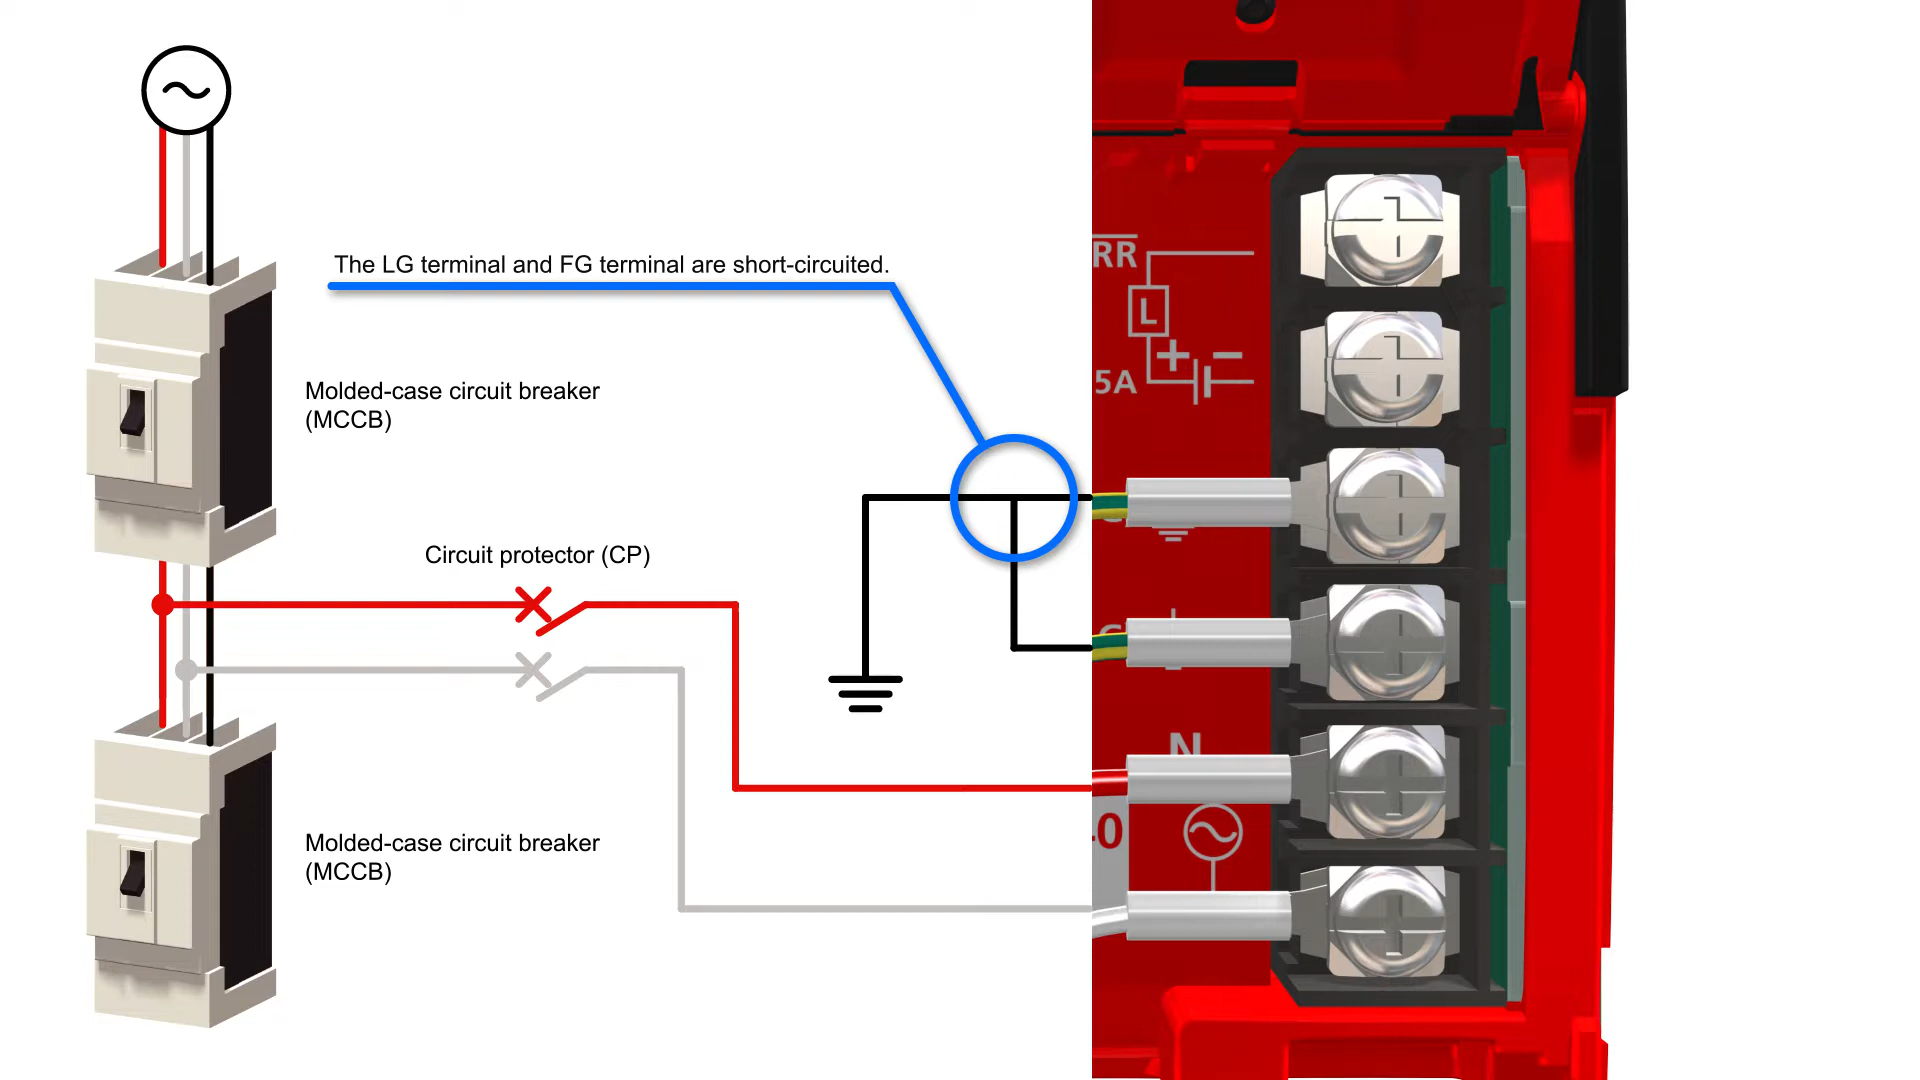 The LG terminal and FG terminal are short-circuited.
Molded-case circuit breaker
(MCCB)
Circuit protector (CP)
Molded-case circuit breaker
(MCCB)
RR
L
+ −
5A
N